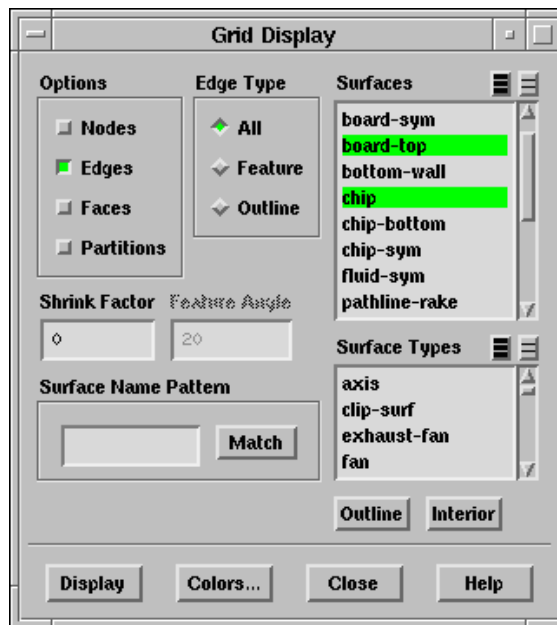 Grid Display
Options
Nodes
Edges
Faces
Partitions
Edge Type
All
Feature
Outline
Shrink Factor
Feature Angle
0
20
Surface Name Pattern
Match
Surfaces
board-sym
board-top
bottom-wall
chip
chip-bottom
chip-sym
fluid-sym
pathline-rake
Surface Types
axis
clip-surf
exhaust-fan
fan
Outline
Interior
Display
Colors...
Close
Help